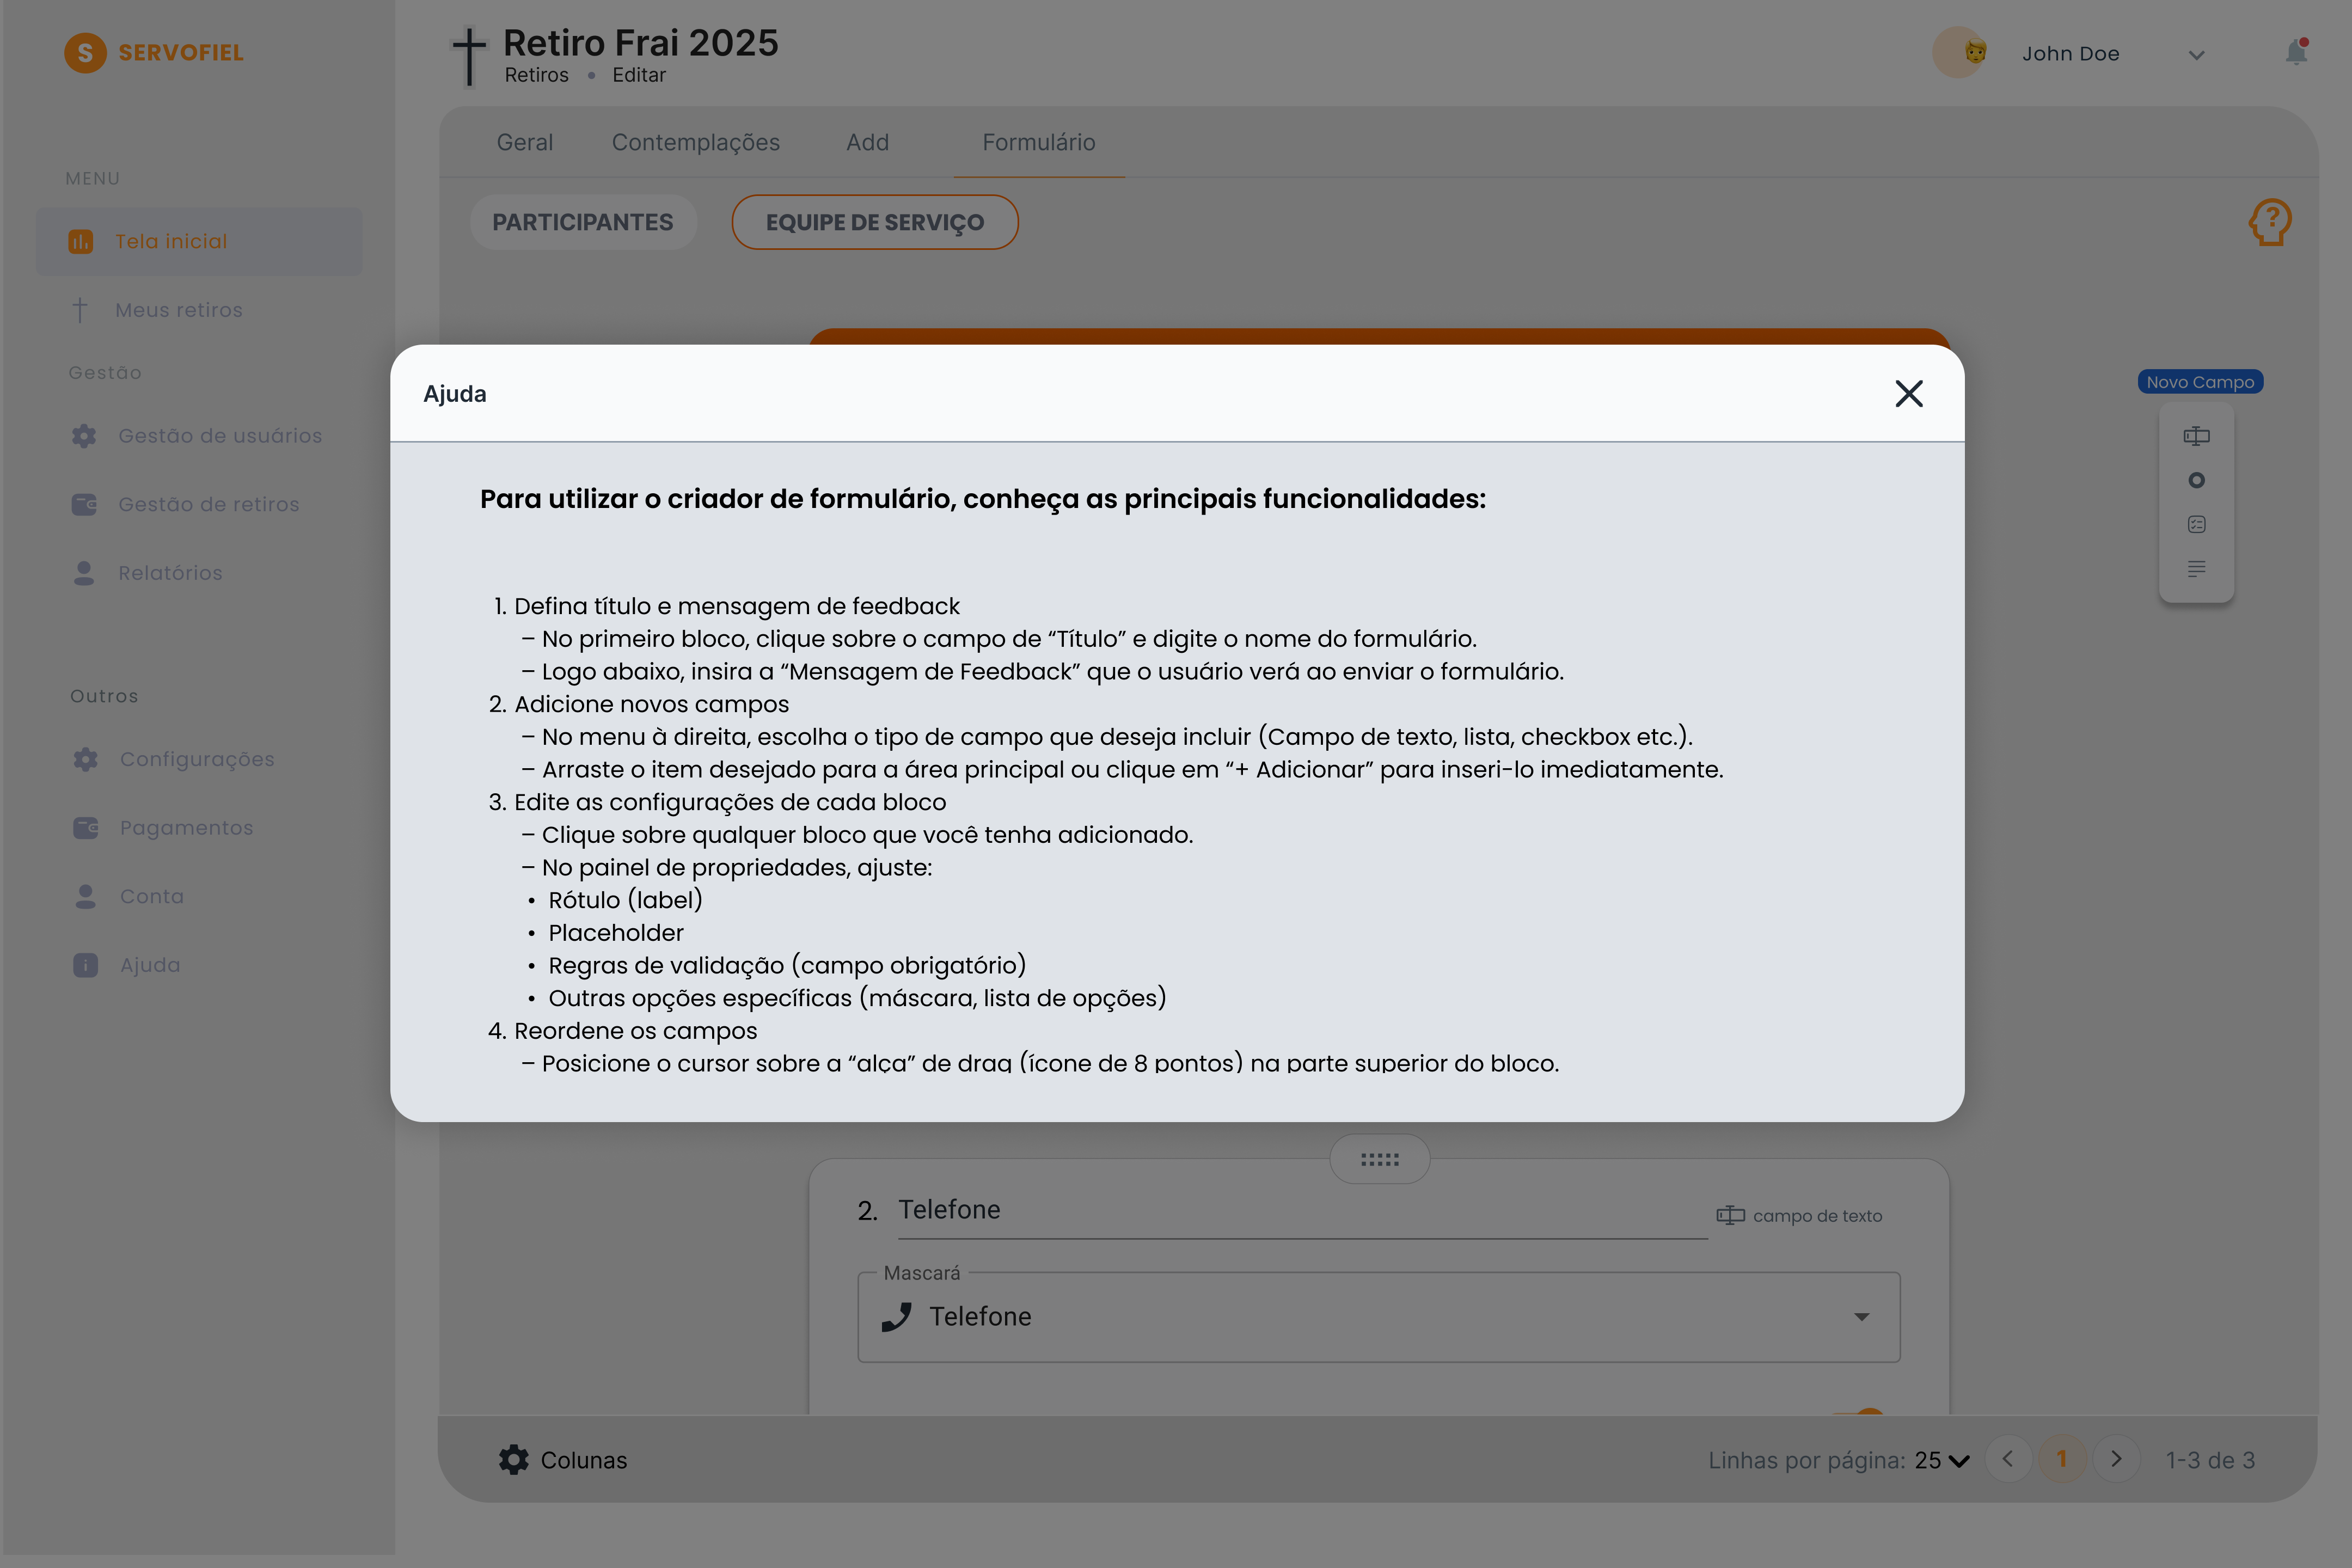 S SERVOFIEL
Retiro Frai 2025
Retiros • Editar
John Doe
MENU
Tela inicial
Meus retiros
Gestão
Gestão de usuários
Gestão de retiros
Relatórios
Outros
Configurações
Pagamentos
Conta
Ajuda
Geral Contemplações Add Formulário
PARTICIPANTES EQUIPE DE SERVIÇO
?
Novo Campo
Ajuda
Para utilizar o criador de formulário, conheça as principais funcionalidades:
1. Defina título e mensagem de feedback
– No primeiro bloco, clique sobre o campo de “Título” e digite o nome do formulário.
– Logo abaixo, insira a “Mensagem de Feedback” que o usuário verá ao enviar o formulário.
2. Adicione novos campos
– No menu à direita, escolha o tipo de campo que deseja incluir (Campo de texto, lista, checkbox etc.).
– Arraste o item desejado para a área principal ou clique em “+ Adicionar” para inseri-lo imediatamente.
3. Edite as configurações de cada bloco
– Clique sobre qualquer bloco que você tenha adicionado.
– No painel de propriedades, ajuste:
• Rótulo (label)
• Placeholder
• Regras de validação (campo obrigatório)
• Outras opções específicas (máscara, lista de opções)
4. Reordene os campos
– Posicione o cursor sobre a “alça” de drag (ícone de 8 pontos) na parte superior do bloco.
2. Telefone
campo de texto
Mascará
Telefone
Colunas
Linhas por página: 25 1 1-3 de 3